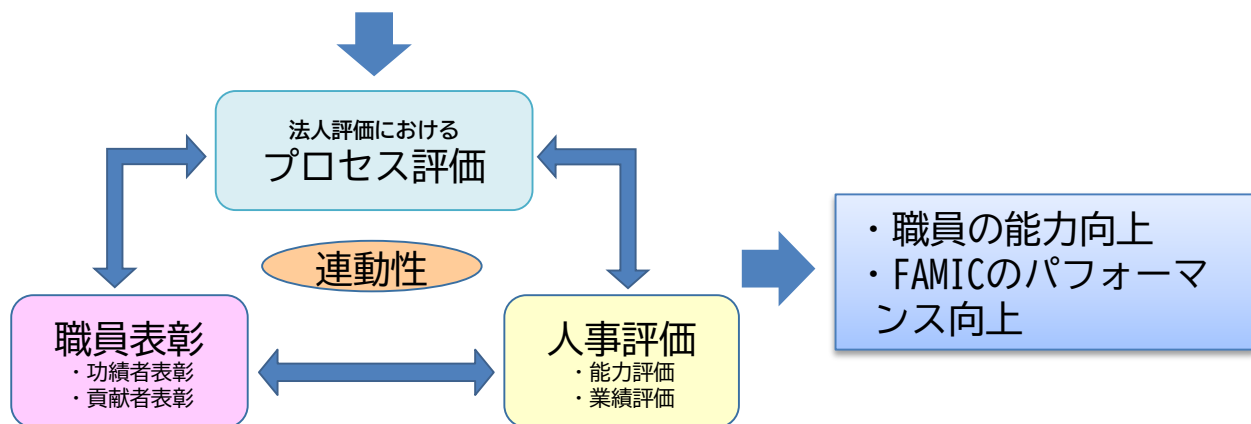 法人評価における
プロセス評価
連動性
職員表彰
・功績者表彰
・貢献者表彰
人事評価
・能力評価
・業績評価
・職員の能力向上
・FAMICのパフォーマ
ンス向上